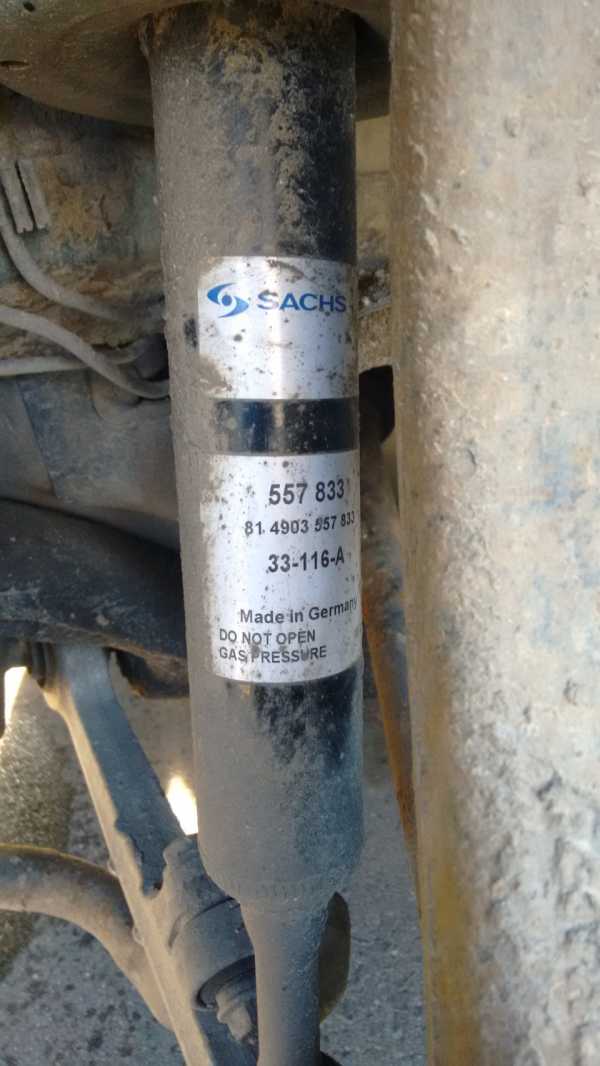 SACHS
557 833
81 4903 557 833
33-116-A
Made in Germany
DO NOT OPEN
GAS PRESSURE